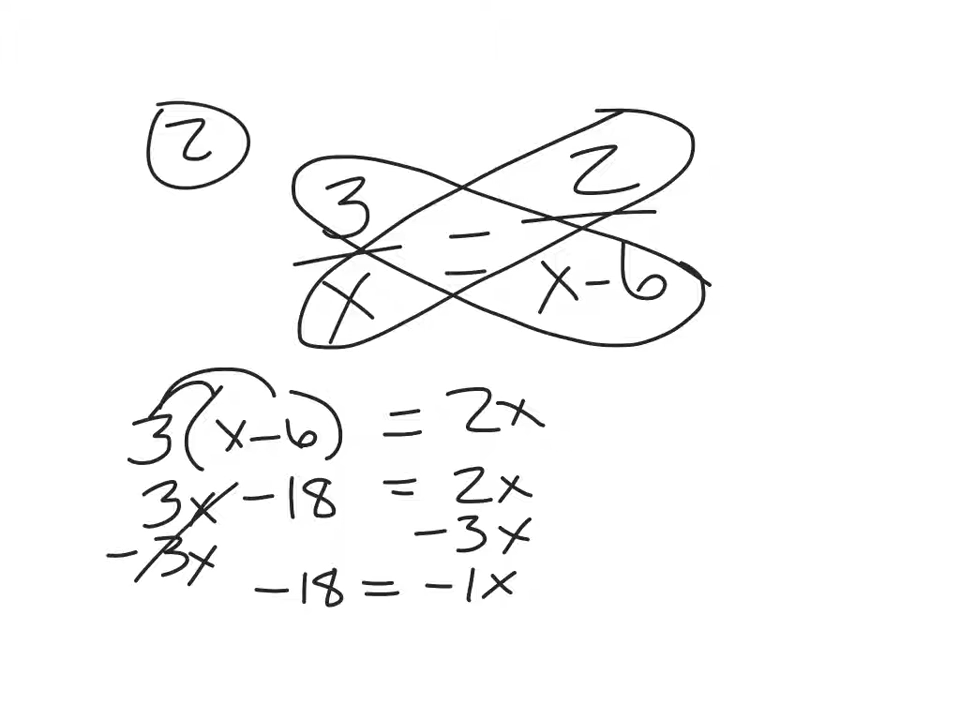 2
3/x = 2/x-6
3(x-6) = 2x
3x -18 = 2x
-3x -3x
-18 = -1x